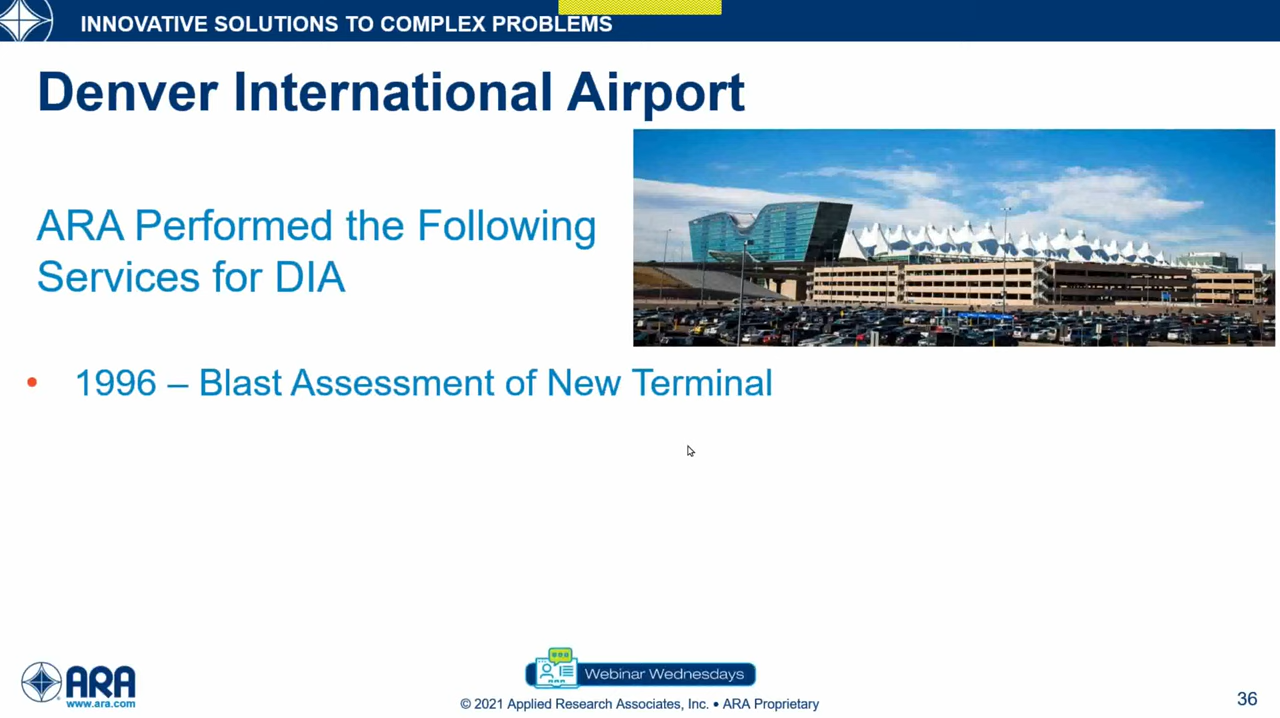 INNOVATIVE SOLUTIONS TO COMPLEX PROBLEMS
Denver International Airport
ARA Performed the Following
Services for DIA
• 1996 – Blast Assessment of New Terminal
ARA
www.ara.com
Webinar Wednesdays
© 2021 Applied Research Associates, Inc. • ARA Proprietary
36